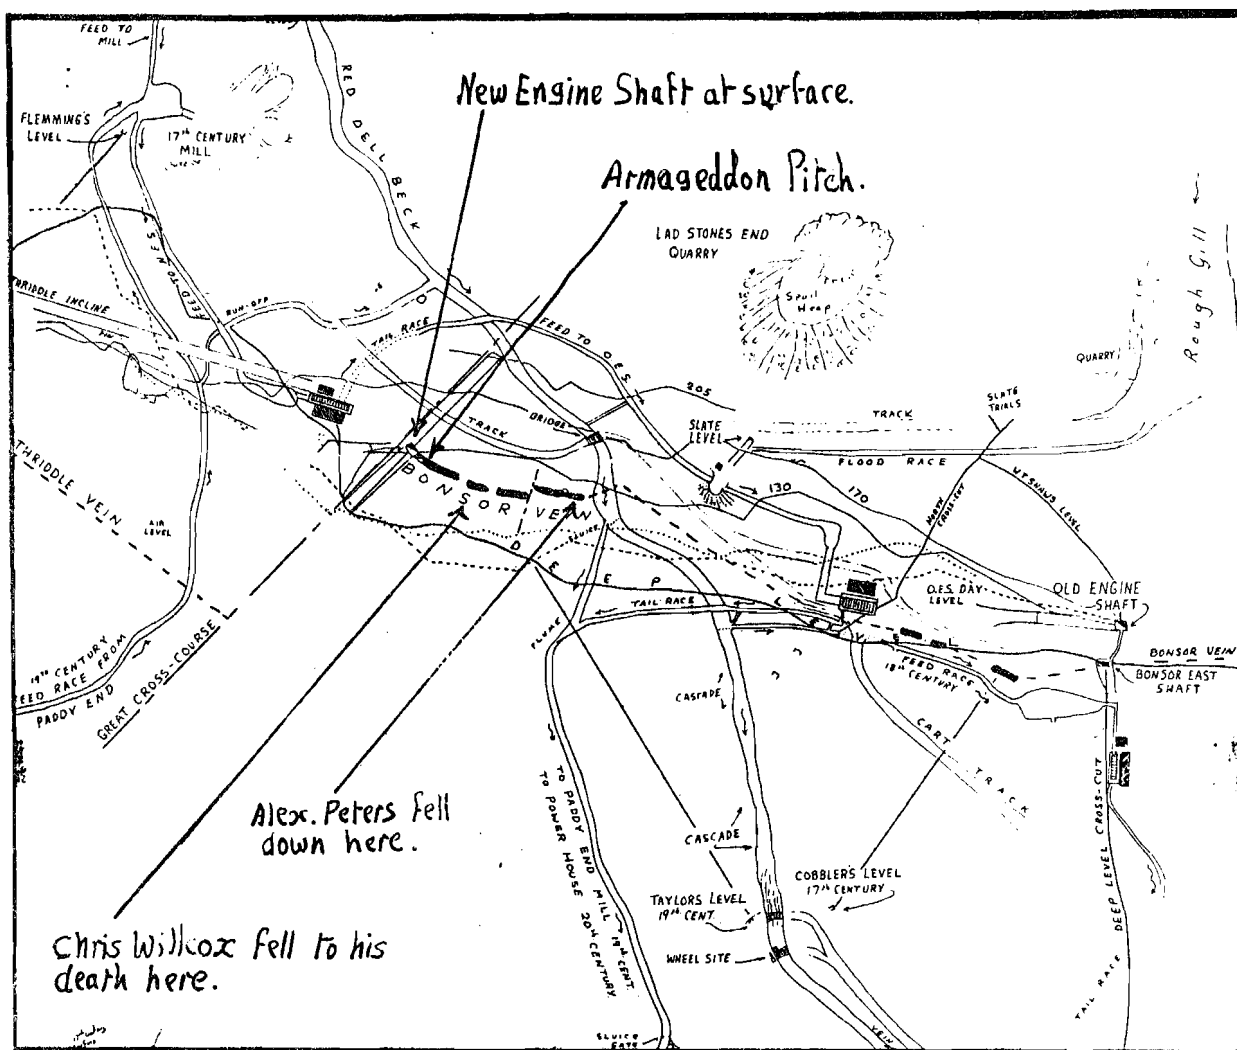 FEED TO
MILL
FLEMMING'S
LEVEL
17th CENTURY
MILL
RED DELL BECK
New Engine Shaft at surface.
Armageddon Pitch.
LAD STONES END
QUARRY
Spoil
Heap
Rough Gill
QUARRY
SLATE
TRIALS
THRIDDLE INCLINE
FEED TO NES
RUN-OFF
TAIL RACE
FEED TO O.E.S.
205
BRIDGE
TRACK
SLATE
LEVEL
TRACK
FLOOD RACE
130
170
NORTH
CROSS-CUT
LEVEL
THRIDDLE VEIN
AIR
LEVEL
BONSOR VEIN
SLUICE
DEEP LEVEL
TAIL RACE
FLUME
O.E.S. DAY
LEVEL
OLD ENGINE
SHAFT
BONSOR VEIN
BONSOR EAST
SHAFT
FEED RACE
18th CENTURY
19th CENTURY
FEED RACE FROM
PADDY END
GREAT CROSS-COURSE
CASCADE
CART TRACK
Alex. Peters fell
down here.
TO PADDY END MILL 19th CENT.
TO POWER HOUSE 20th CENTURY
CASCADE
COBBLER'S LEVEL
17th CENTURY
TAYLORS LEVEL
19th CENT.
WHEEL SITE
Chris Willcox fell to his
death here.
TAIL RACE DEEP LEVEL CROSS-CUT
VEIN
SLUICE
GATE